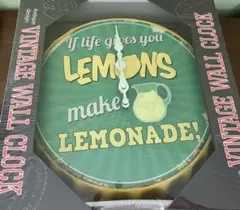 If life gives you
LEMONS
make
LEMONADE!
VINTAGE WALL CLOCK
VINTAGE WALL CLOCK